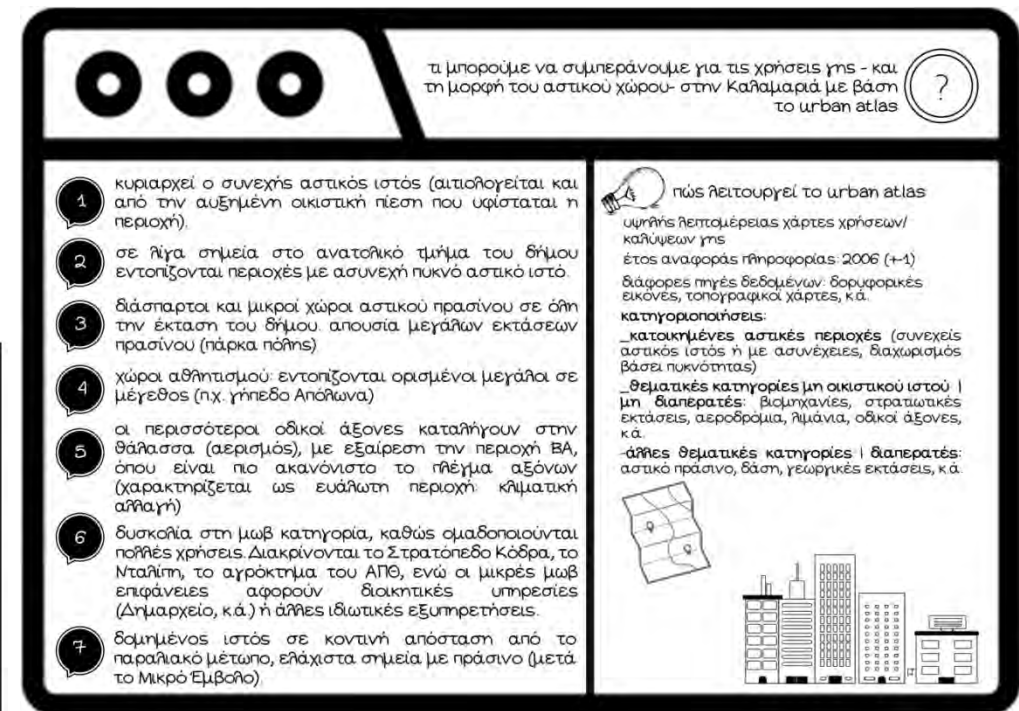 τι μπορούμε να συμπεράνουμε για τις χρήσεις γης - και
τη μορφή του αστικού χώρου- στην Καλαμαριά με βάση
το urban atlas
?
1
κυριαρχεί ο συνεχής αστικός ιστός (αιτιολογείται και
από την αυξημένη οικιστική πίεση που υφίσταται η
περιοχή).
2
σε λίγα σημεία στο ανατολικό τμήμα του δήμου
εντοπίζονται περιοχές με ασυνεχή πυκνό αστικό ιστό.
3
διάσπαρτοι και μικροί χώροι αστικού πρασίνου σε όλη
την έκταση του δήμου. απουσία μεγάλων εκτάσεων
πρασίνου (πάρκα πόλης)
4
χώροι αθλητισμού: εντοπίζονται ορισμένοι μεγάλοι σε
μέγεθος (π.χ. γήπεδο Απόλωνα)
5
οι περισσότεροι οδικοί άξονες καταλήγουν στην
θάλασσα (αερισμός), με εξαίρεση την περιοχή ΒΑ,
όπου είναι πιο ακανόνιστο το πλέγμα αξόνων
(χαρακτηρίζεται ως ευάλωτη περιοχή: κλιματική
αλλαγή)
6
δυσκολία στη μωβ κατηγορία, καθώς ομαδοποιούνται
πολλές χρήσεις. Διακρίνονται το Στρατόπεδο Κόδρα, το
Νταλίπη, το αγρόκτημα του ΑΠΘ, ενώ οι μικρές μωβ
επιφάνειες αφορούν διοικητικές υπηρεσίες
(Δημαρχείο, κ.ά.) ή άλλες ιδιωτικές εξυπηρετήσεις.
7
δομημένος ιστός σε κοντινή απόσταση από το
παραλιακό μέτωπο, ελάχιστα σημεία με πράσινο (μετά
το Μικρό Έμβολο)
πώς λειτουργεί το urban atlas
υψηλής λεπτομέρειας χάρτες χρήσεων/
καλύψεων γης
έτος αναφοράς πληροφορίας: 2006 (+-1)
διάφορες πηγές δεδομένων: δορυφορικές
εικόνες, τοπογραφικοί χάρτες, κ.ά.
κατηγοριοποιήσεις:
_κατοικημένες αστικές περιοχές (συνεχείς
αστικός ιστός ή με ασυνέχειες, διαχωρισμός
βάσει πυκνότητας)
_θεματικές κατηγορίες μη οικιστικού ιστού |
μη διαπερατές: βιομηχανίες, στρατιωτικές
εκτάσεις, αεροδρόμια, λιμάνια, οδικοί άξονες,
κ.ά.
-άλλες θεματικές κατηγορίες | διαπερατές:
αστικό πράσινο, δάση, γεωργικές εκτάσεις, κ.ά.